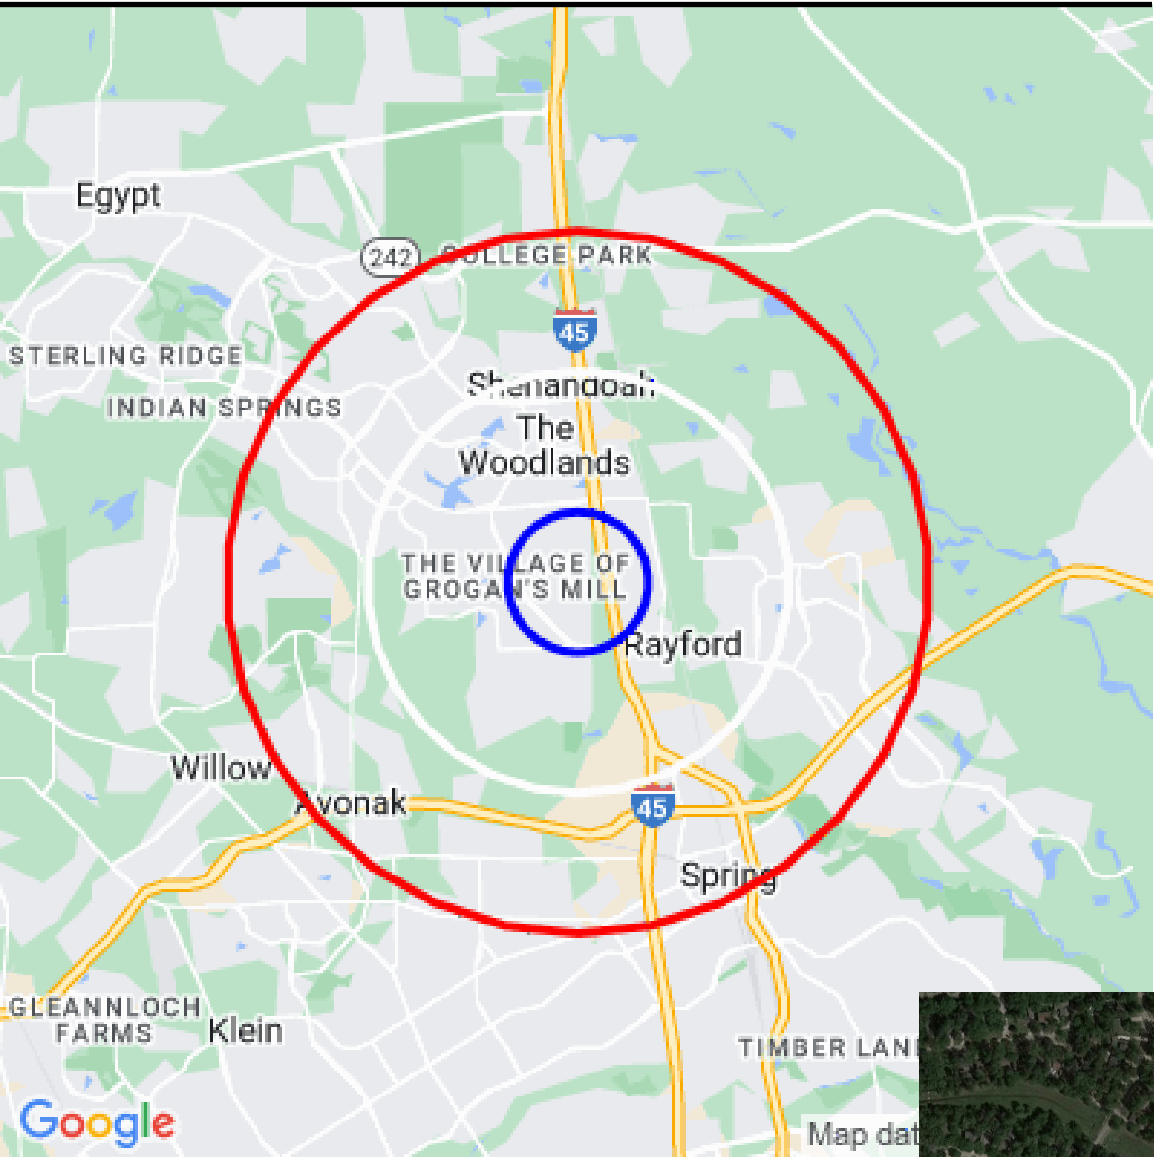 Egypt
242
COLLEGE PARK
45
STERLING RIDGE
Shenandoah
INDIAN SPRINGS
The
Woodlands
THE VILLAGE OF
GROGAN'S MILL
Rayford
Willow
Avonak
45
Spring
GLEANNLOCH
FARMS
Klein
TIMBER LAN
Google
Map dat